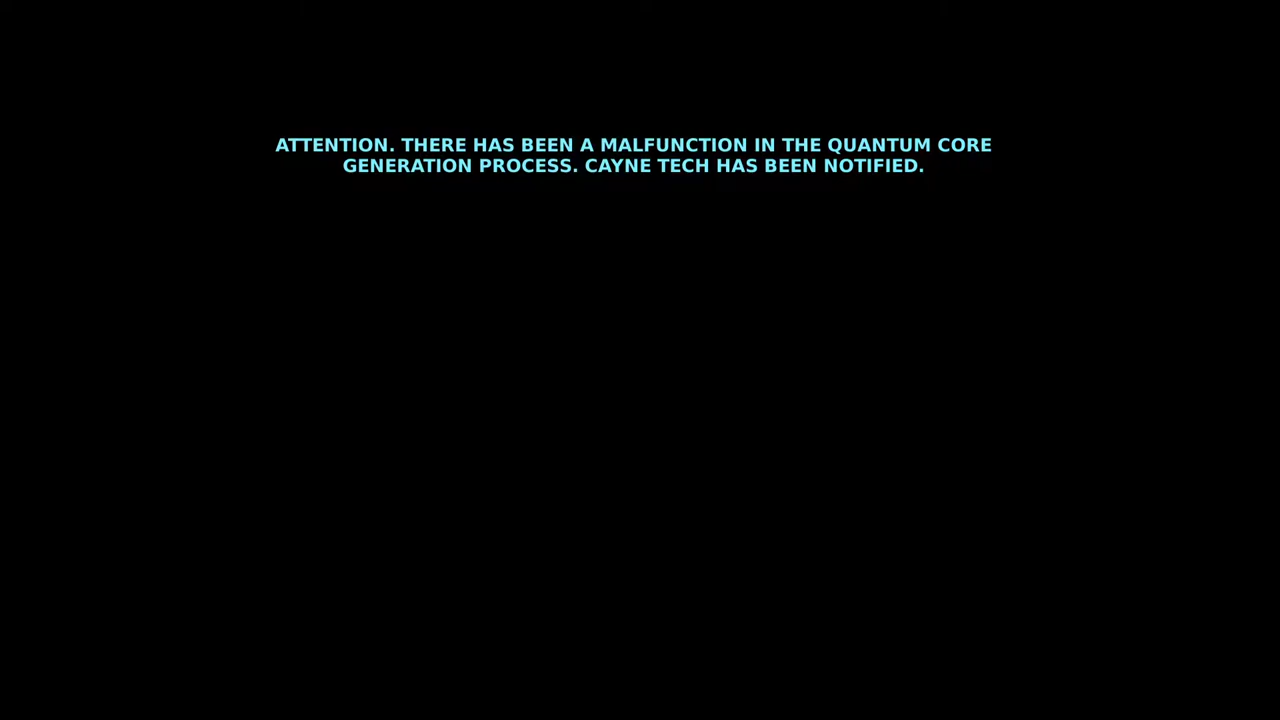 ATTENTION. THERE HAS BEEN A MALFUNCTION IN THE QUANTUM CORE
GENERATION PROCESS. CAYNE TECH HAS BEEN NOTIFIED.